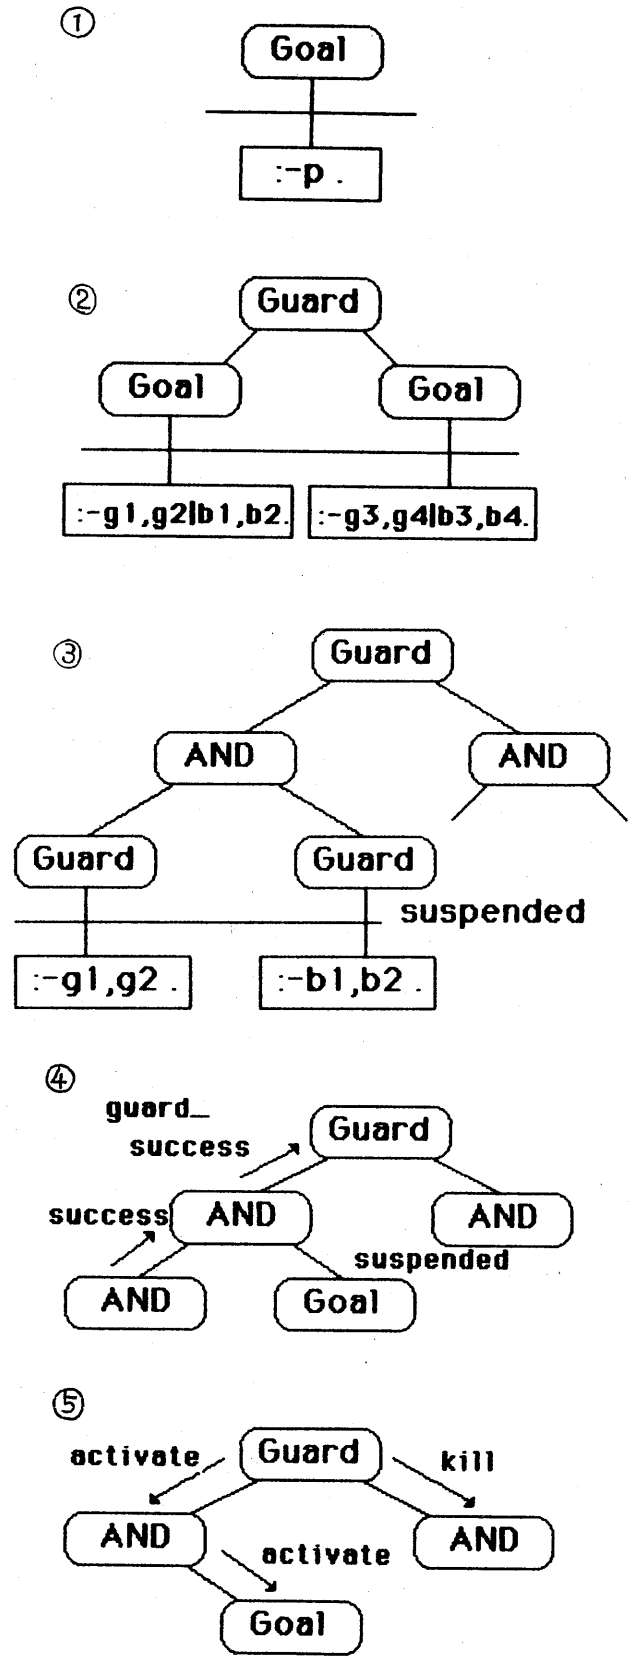 ①
Goal
:-p .
②
Guard
Goal Goal
:-g1,g2|b1,b2. :-g3,g4|b3,b4.
③
Guard
AND AND
Guard Guard
suspended
:-g1,g2 . :-b1,b2 .
④
guard_
success
Guard
success AND AND
suspended
AND Goal
⑤
activate Guard kill
AND AND
activate
Goal